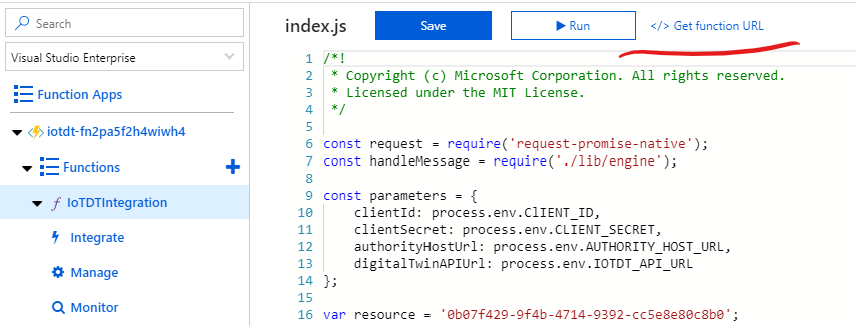 Search
Visual Studio Enterprise
Function Apps
iotdt-fn2pa5f2h4wiwh4
Functions
IoTDTIntegration
Integrate
Manage
Monitor
index.js
Save
Run
</> Get function URL
1 /*!
2 * Copyright (c) Microsoft Corporation. All rights reserved.
3 * Licensed under the MIT License.
4 */
5
6 const request = require('request-promise-native');
7 const handleMessage = require('./lib/engine');
8
9 const parameters = {
10 clientId: process.env.ClIENT_ID,
11 clientSecret: process.env.CLIENT_SECRET,
12 authorityHostUrl: process.env.AUTHORITY_HOST_URL,
13 digitalTwinAPIUrl: process.env.IOTDT_API_URL
14 };
15
16 var resource = '0b07f429-9f4b-4714-9392-cc5e8e80c8b0';